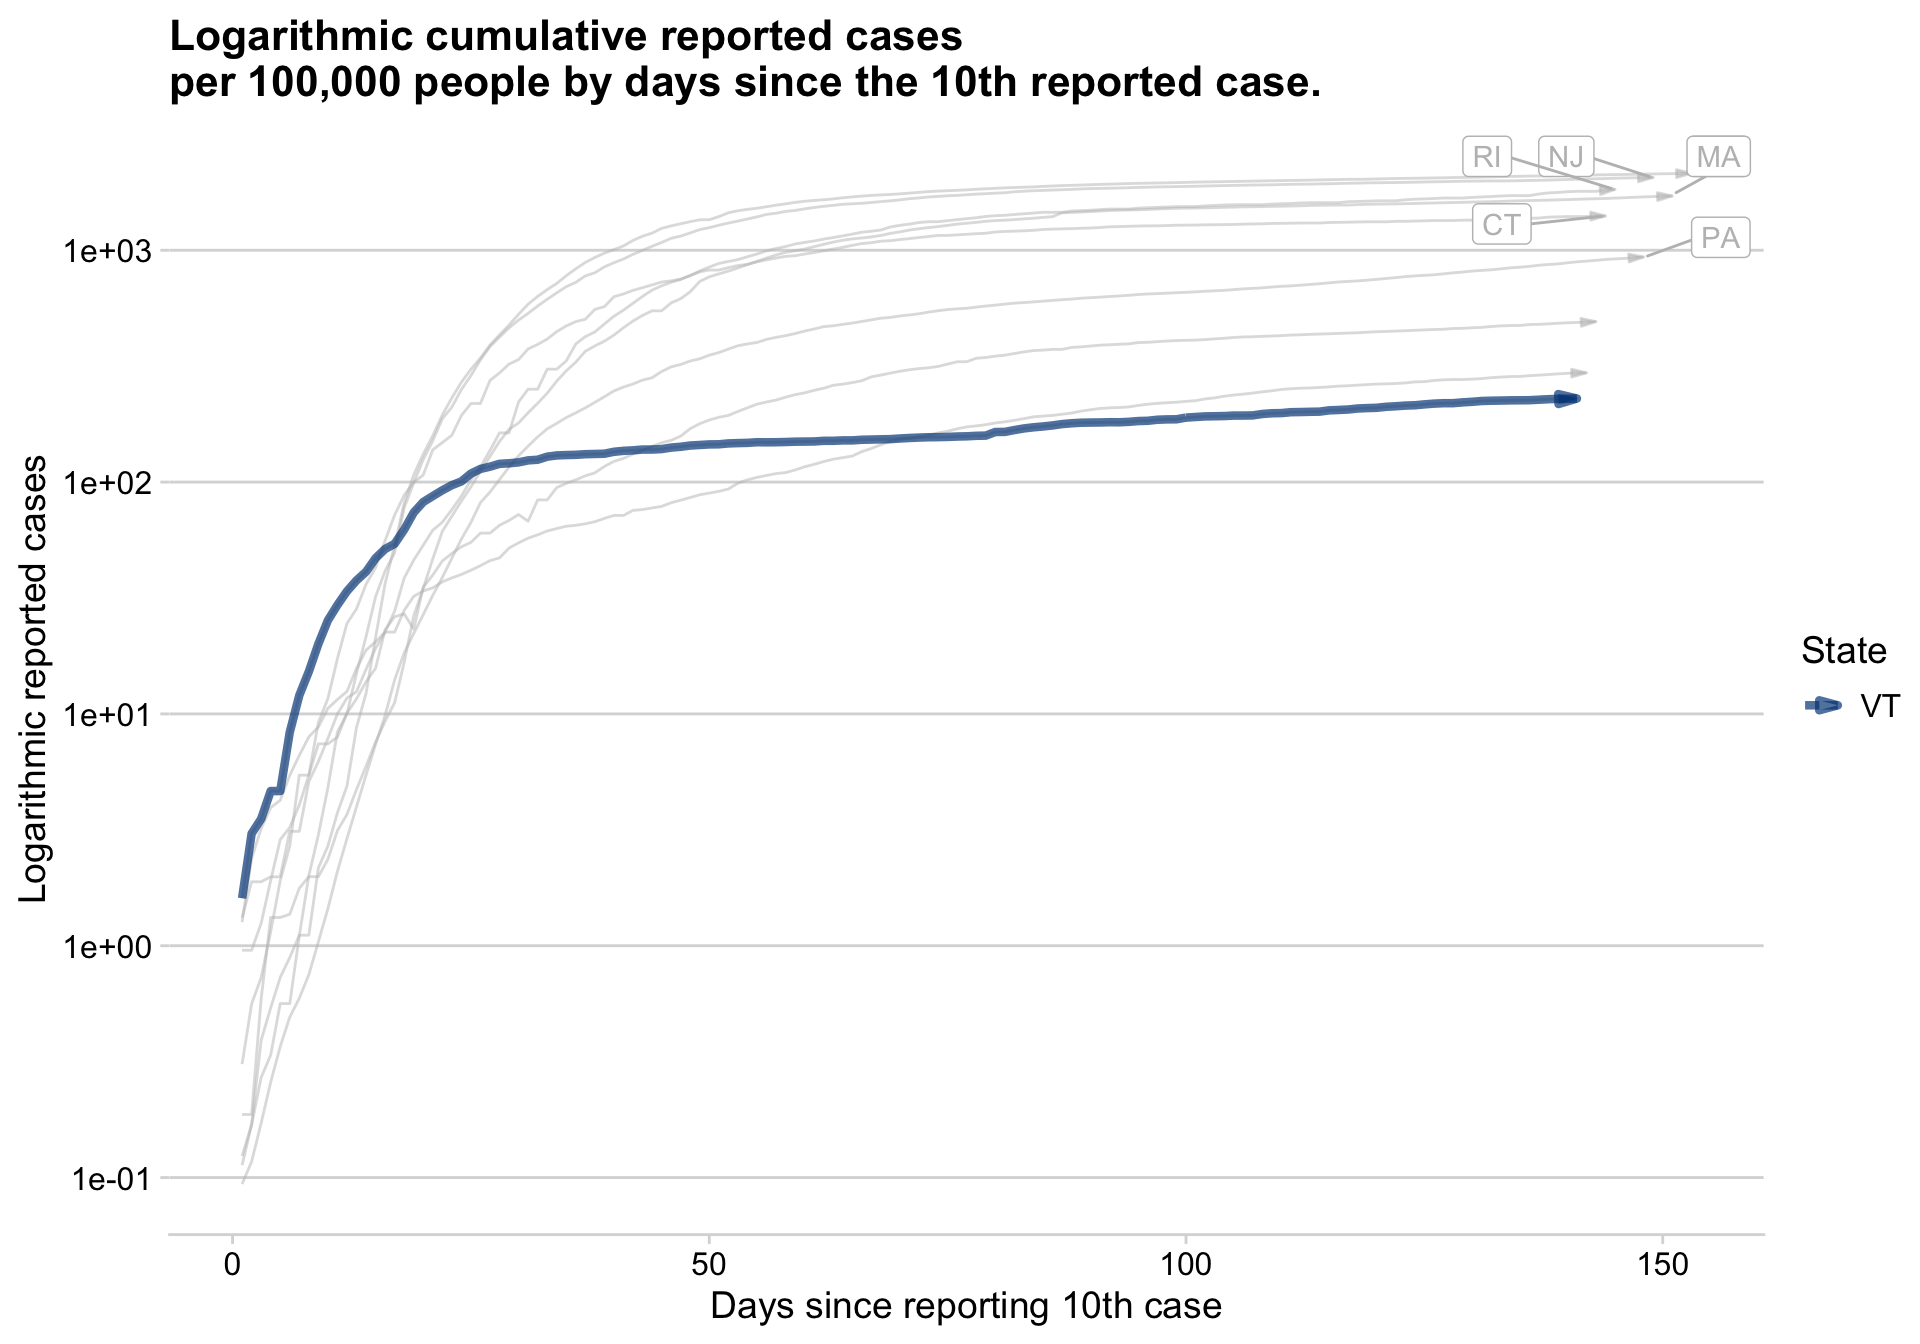 Logarithmic cumulative reported cases
per 100,000 people by days since the 10th reported case.
RI
NJ
MA
CT
PA
1e+03
1e+02
1e+01
1e+00
1e-01
Logarithmic reported cases
State
VT
0
50
100
150
Days since reporting 10th case